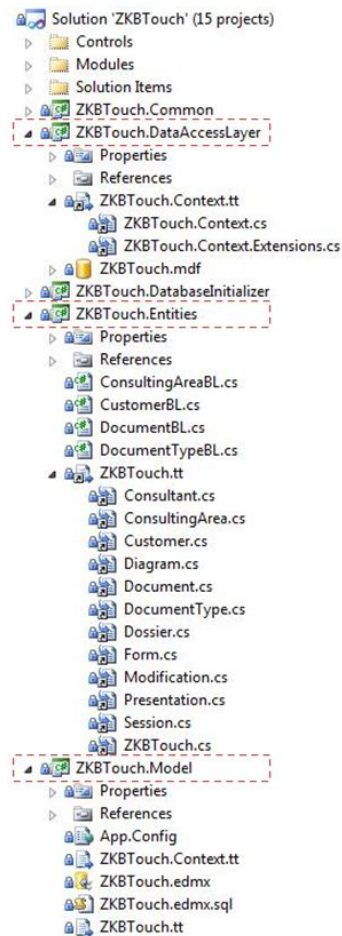 Solution 'ZKBTouch' (15 projects)
Controls
Modules
Solution Items
ZKBTouch.Common
ZKBTouch.DataAccessLayer
Properties
References
ZKBTouch.Context.tt
ZKBTouch.Context.cs
ZKBTouch.Context.Extensions.cs
ZKBTouch.mdf
ZKBTouch.DatabaseInitializer
ZKBTouch.Entities
Properties
References
ConsultingAreaBL.cs
CustomerBL.cs
DocumentBL.cs
DocumentTypeBL.cs
ZKBTouch.tt
Consultant.cs
ConsultingArea.cs
Customer.cs
Diagram.cs
Document.cs
DocumentType.cs
Dossier.cs
Form.cs
Modification.cs
Presentation.cs
Session.cs
ZKBTouch.cs
ZKBTouch.Model
Properties
References
App.Config
ZKBTouch.Context.tt
ZKBTouch.edmx
ZKBTouch.edmx.sql
ZKBTouch.tt